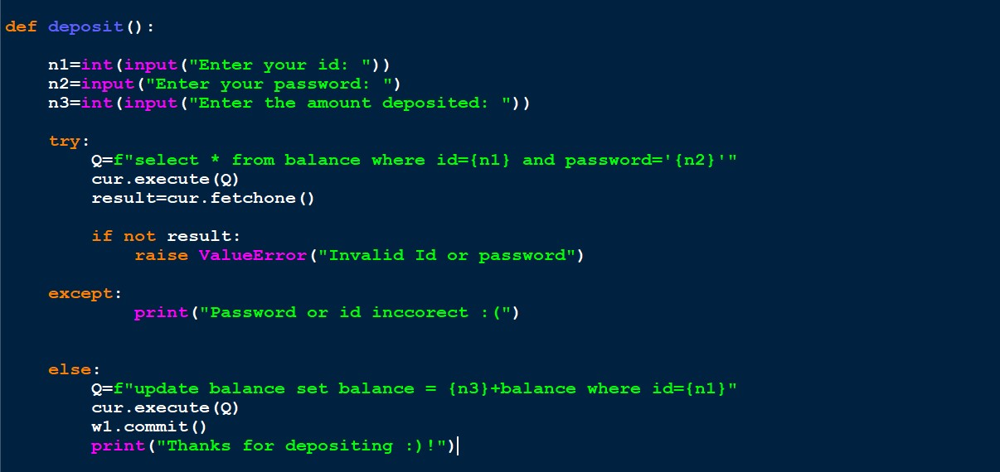 def deposit():
    n1=int(input("Enter your id: "))
    n2=input("Enter your password: ")
    n3=int(input("Enter the amount deposited: "))
    try:
        Q=f"select * from balance where id={n1} and password='{n2}'"
        cur.execute(Q)
        result=cur.fetchone()
        if not result:
            raise ValueError("Invalid Id or password")
    except:
            print("Password or id inccorect :(")
    else:
        Q=f"update balance set balance = {n3}+balance where id={n1}"
        cur.execute(Q)
        w1.commit()
        print("Thanks for depositing :)!")